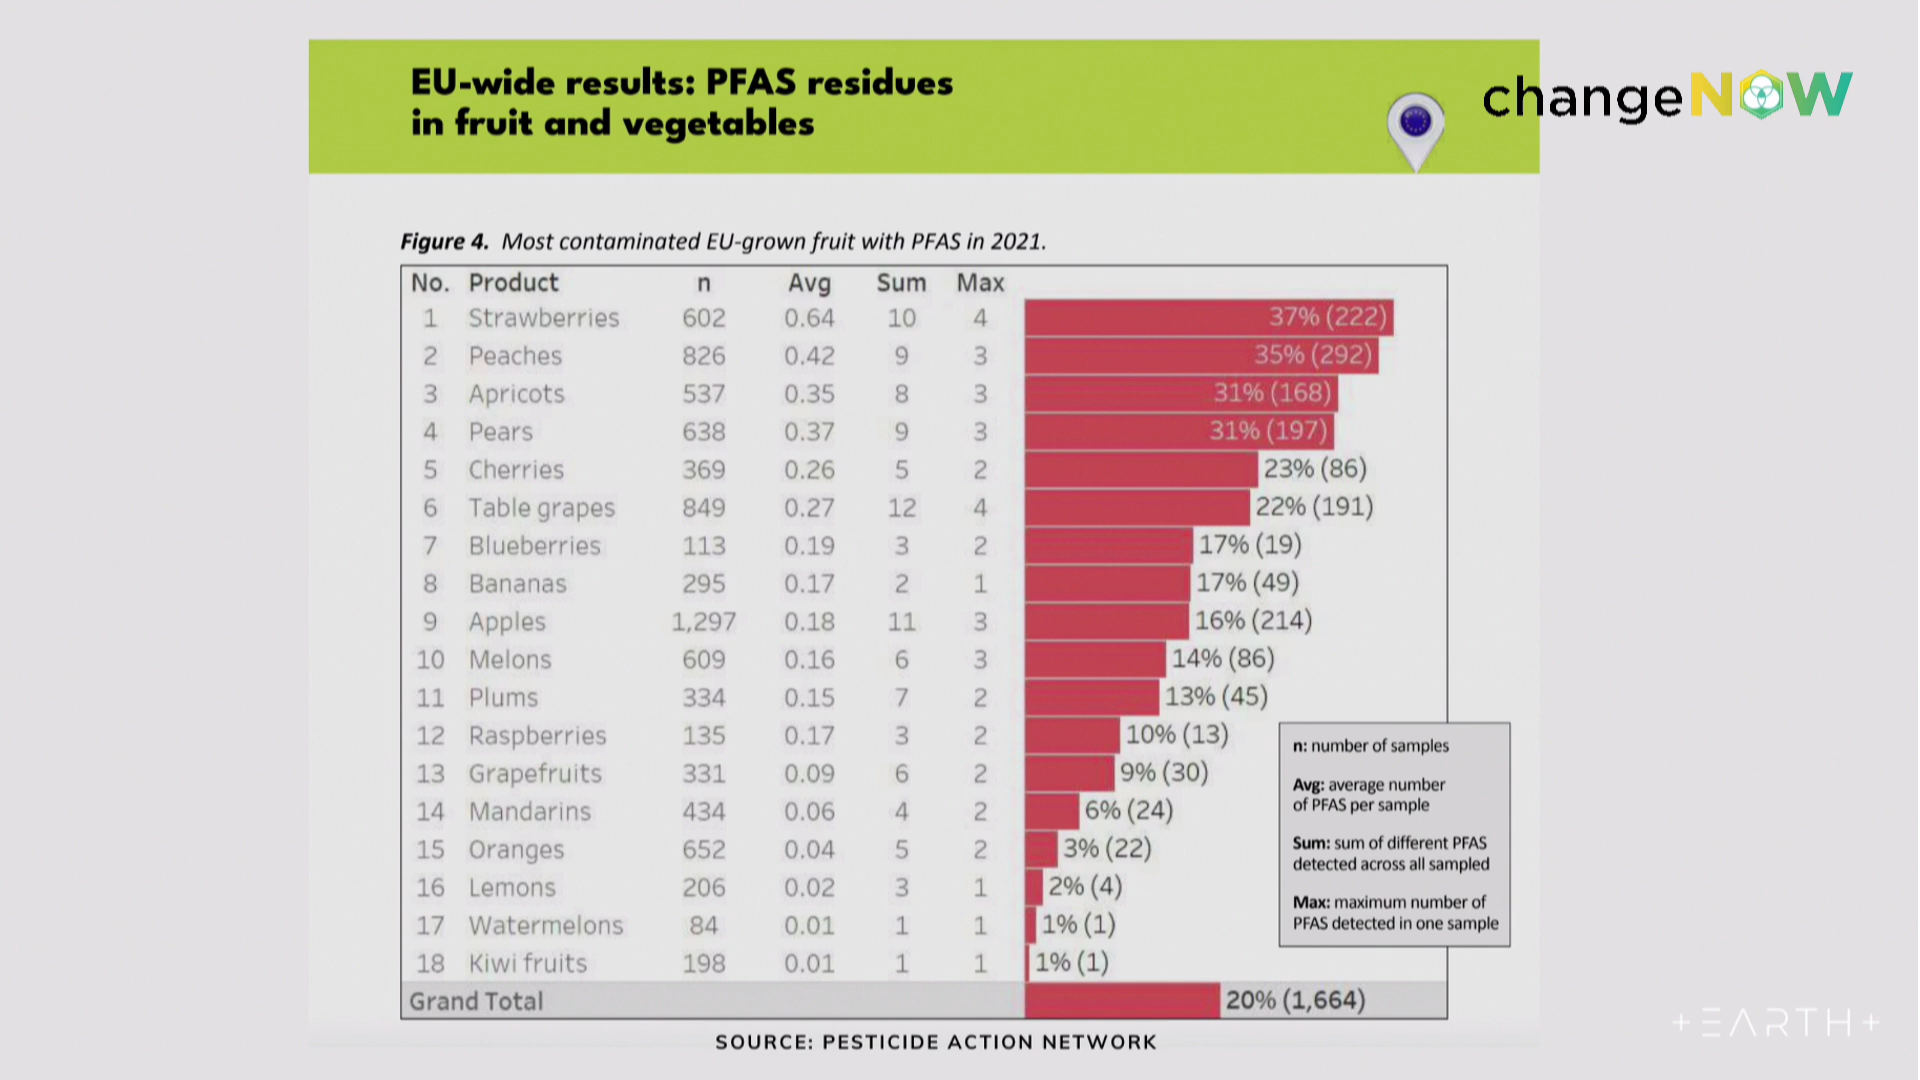 EU-wide results: PFAS residues
in fruit and vegetables
changeNOW
Figure 4. Most contaminated EU-grown fruit with PFAS in 2021.
No. Product n Avg Sum Max
1 Strawberries 602 0.64 10 4 37% (222)
2 Peaches 826 0.42 9 3 35% (292)
3 Apricots 537 0.35 8 3 31% (168)
4 Pears 638 0.37 9 3 31% (197)
5 Cherries 369 0.26 5 2 23% (86)
6 Table grapes 849 0.27 12 4 22% (191)
7 Blueberries 113 0.19 3 2 17% (19)
8 Bananas 295 0.17 2 1 17% (49)
9 Apples 1,297 0.18 11 3 16% (214)
10 Melons 609 0.16 6 3 14% (86)
11 Plums 334 0.15 7 2 13% (45)
12 Raspberries 135 0.17 3 2 10% (13)
13 Grapefruits 331 0.09 6 2 9% (30)
14 Mandarins 434 0.06 4 2 6% (24)
15 Oranges 652 0.04 5 2 3% (22)
16 Lemons 206 0.02 3 1 2% (4)
17 Watermelons 84 0.01 1 1 1% (1)
18 Kiwi fruits 198 0.01 1 1 1% (1)
Grand Total 20% (1,664)
n: number of samples
Avg: average number
of PFAS per sample
Sum: sum of different PFAS
detected across all sampled
Max: maximum number of
PFAS detected in one sample
SOURCE: PESTICIDE ACTION NETWORK
+EARTH+